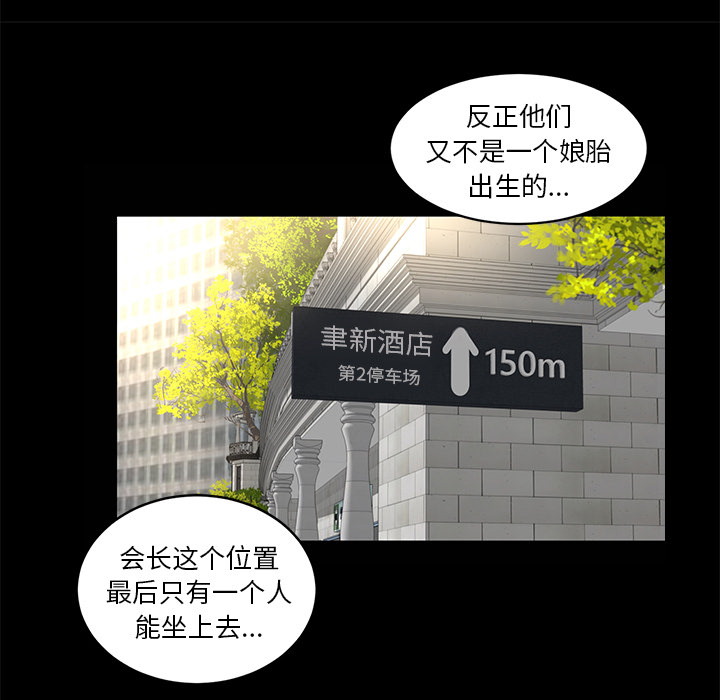 反正他们
又不是一个娘胎
出生的...
聿新酒店
第2停车场
150m
会长这个位置
最后只有一个人
能坐上去...